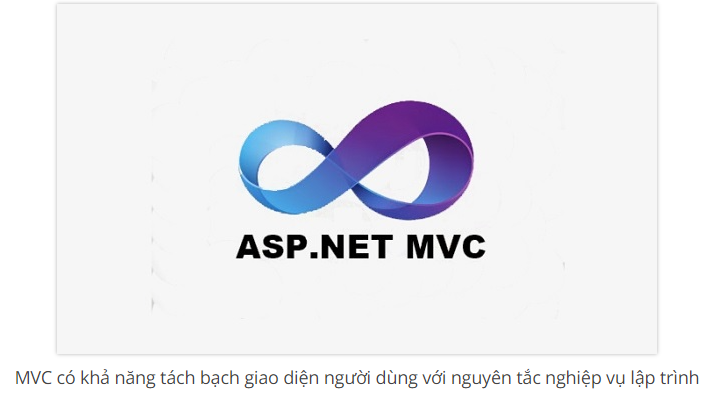 ASP.NET MVC
MVC có khả năng tách bạch giao diện người dùng với nguyên tắc nghiệp vụ lập trình